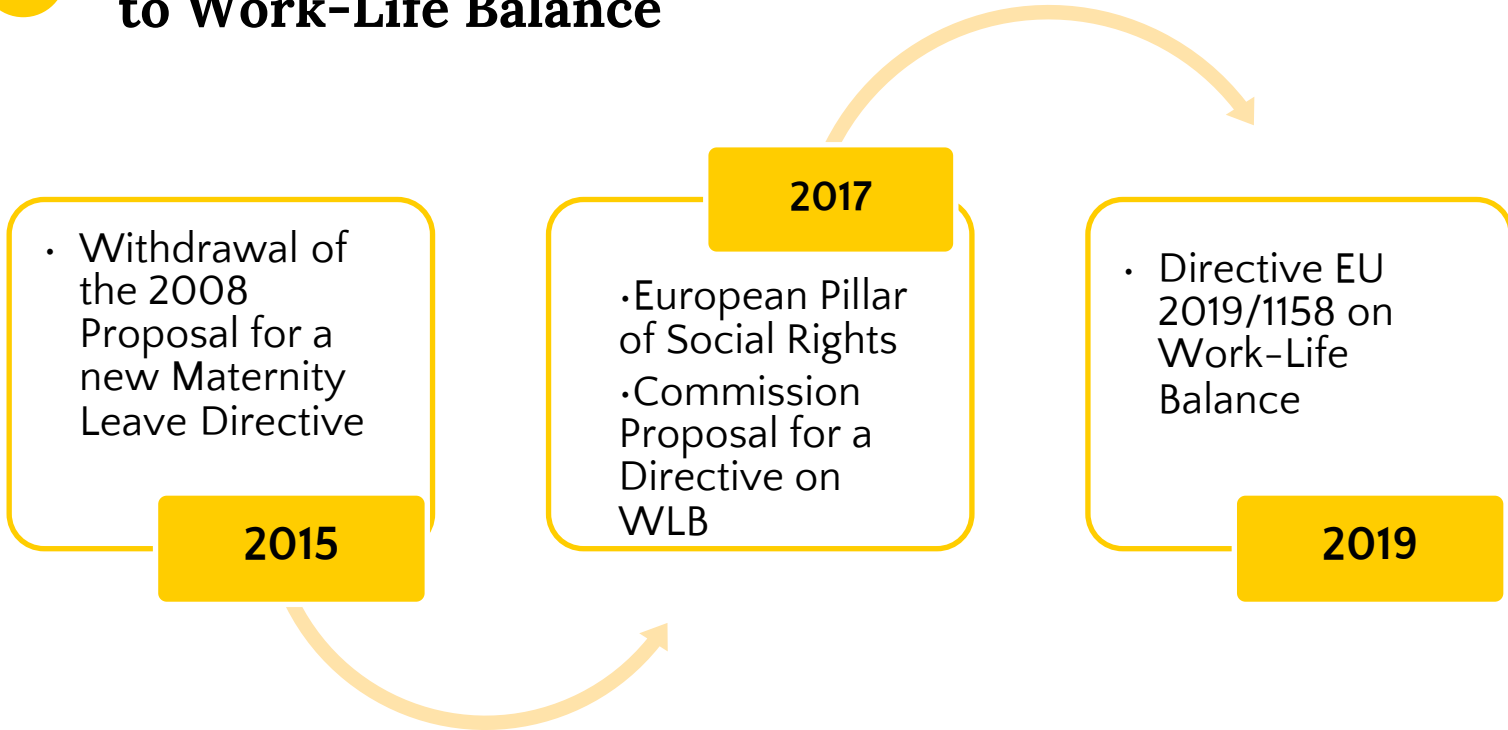 to Work-Life Balance
• Withdrawal of
the 2008
Proposal for a
new Maternity
Leave Directive
2015
2017
•European Pillar
of Social Rights
•Commission
Proposal for a
Directive on
WLB
• Directive EU
2019/1158 on
Work-Life
Balance
2019